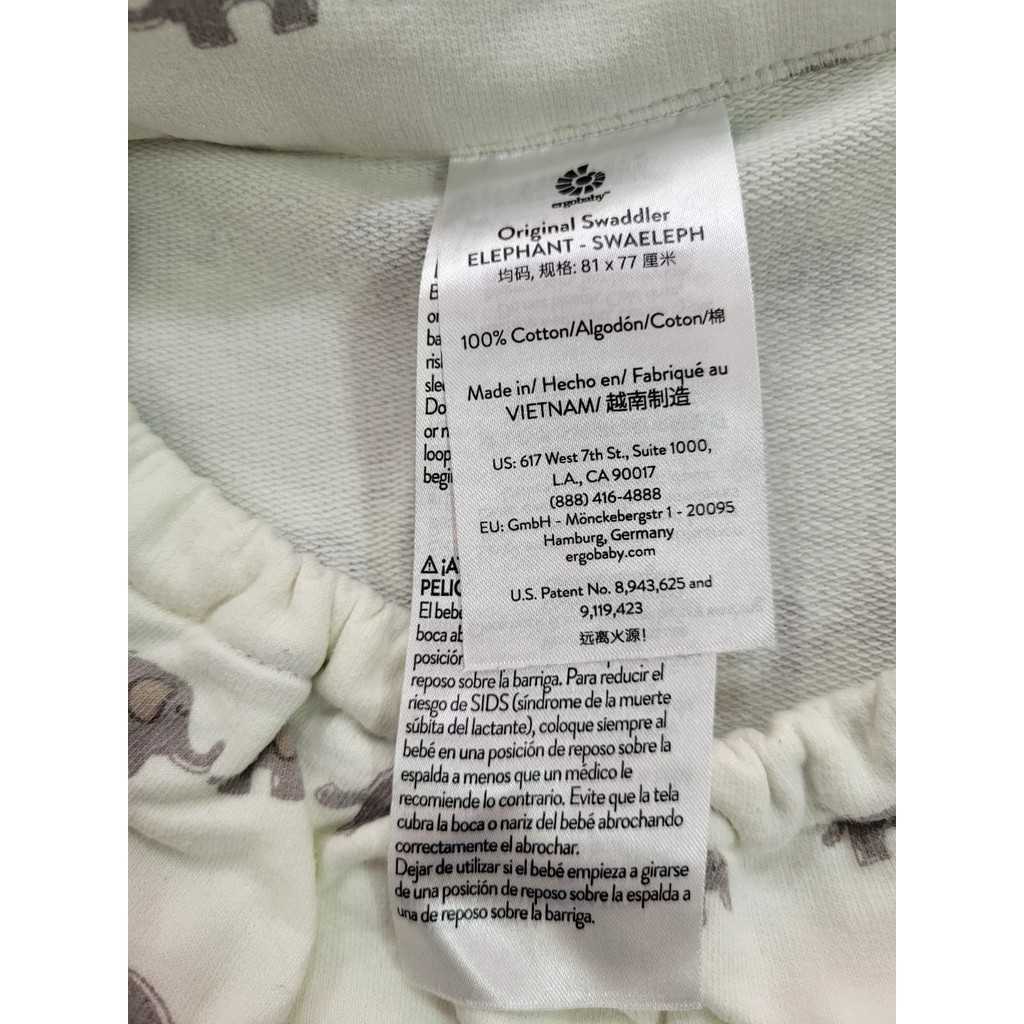 ergobaby™
Original Swaddler
ELEPHANT - SWAELEPH
均码, 规格: 81 x 77 厘米
100% Cotton/Algodón/Coton/棉
Made in/ Hecho en/ Fabriqué au
VIETNAM/ 越南制造
US: 617 West 7th St., Suite 1000,
L.A., CA 90017
(888) 416-4888
EU: GmbH - Mönckebergstr 1 - 20095
Hamburg, Germany
ergobaby.com
U.S. Patent No. 8,943,625 and
9,119,423
远离火源!
El bebé
boca
posición
reposo sobre la barriga. Para reducir el
riesgo de SIDS (síndrome de la muerte
súbita del lactante), coloque siempre al
bebé en una posición de reposo sobre la
espalda a menos que un médico le
recomiende lo contrario. Evite que la tela
cubra la boca o nariz del bebé abrochando
correctamente el abrochar.
Dejar de utilizar si el bebé empieza a girarse
de una posición de reposo sobre la espalda a
una de reposo sobre la barriga.